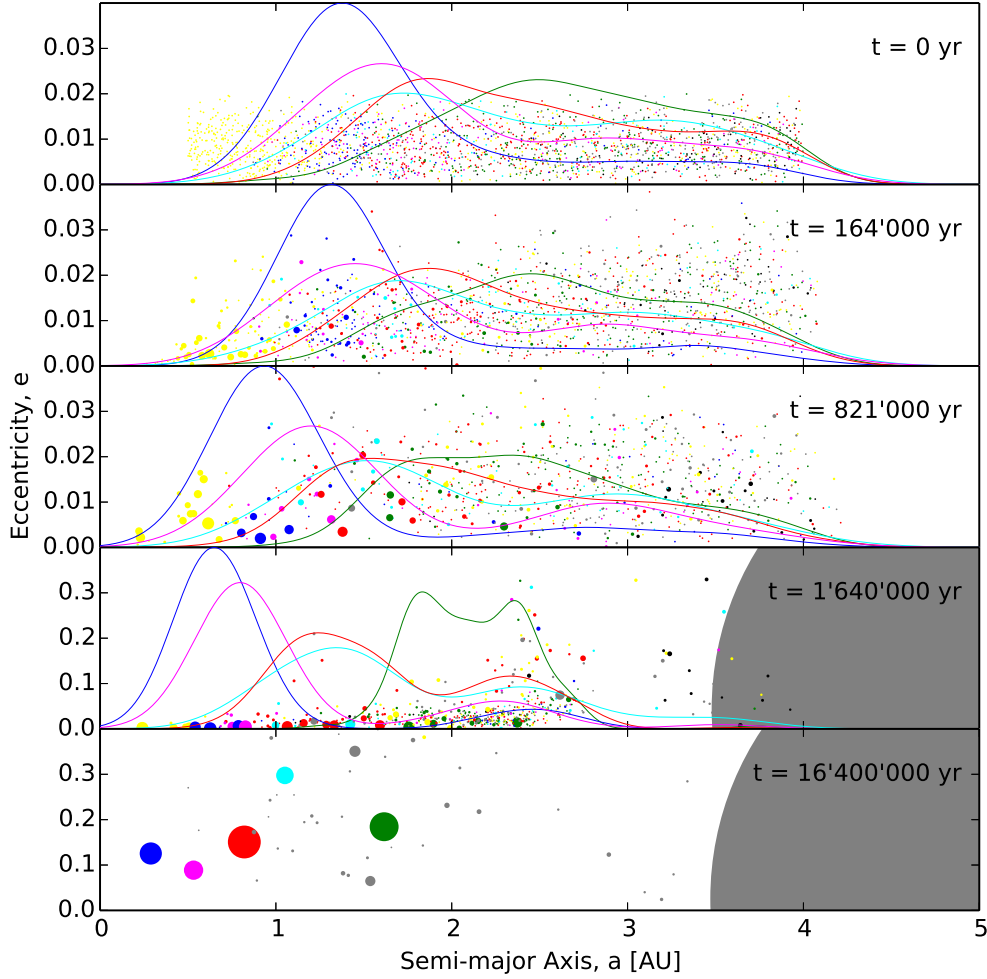 0.03
t = 0 yr
0.02
0.01
0.00
0.03
t = 164'000 yr
0.02
0.01
0.00
0.03
t = 821'000 yr
0.02
0.01
0.00
Eccentricity, e
0.3
t = 1'640'000 yr
0.2
0.1
0.0
0.3
t = 16'400'000 yr
0.2
0.1
0.0
0 1 2 3 4 5
Semi-major Axis, a [AU]